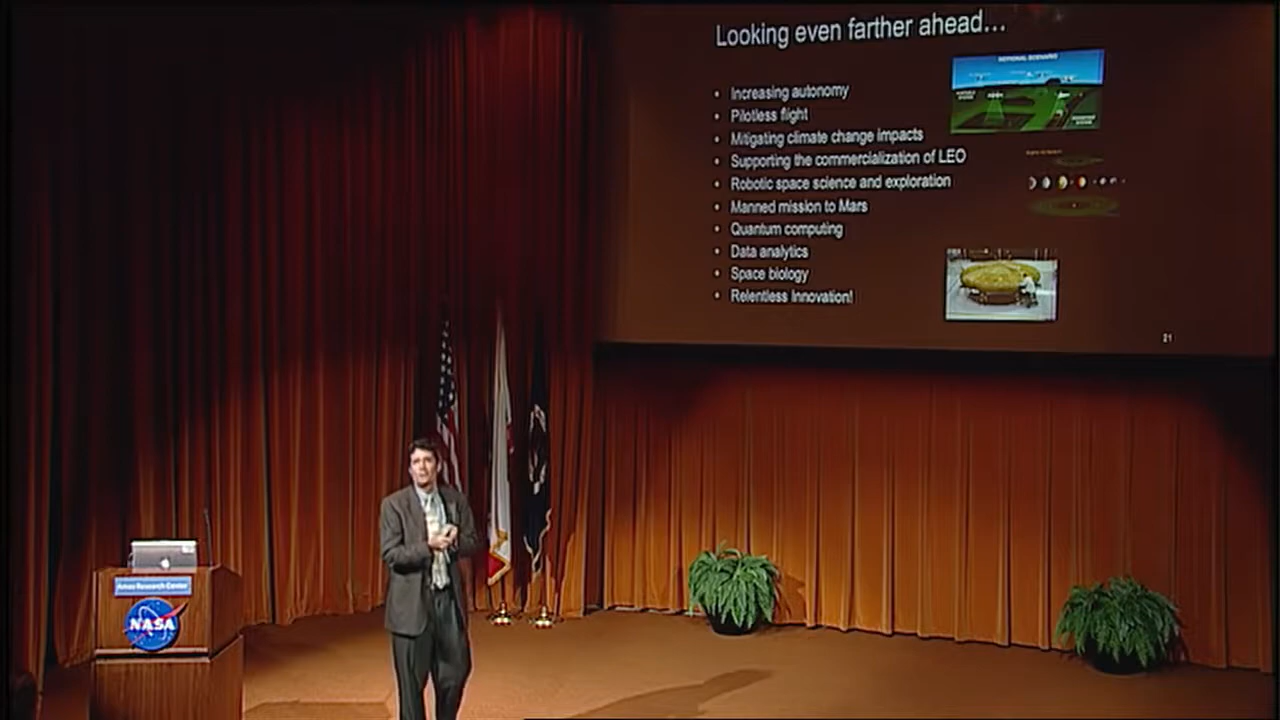 Looking even farther ahead...
• Increasing autonomy
• Pilotless flight
• Mitigating climate change impacts
• Supporting the commercialization of LEO
• Robotic space science and exploration
• Manned mission to Mars
• Quantum computing
• Data analytics
• Space biology
• Relentless Innovation!
NOTIONAL SCENARIO
21
Ames Research Center
NASA